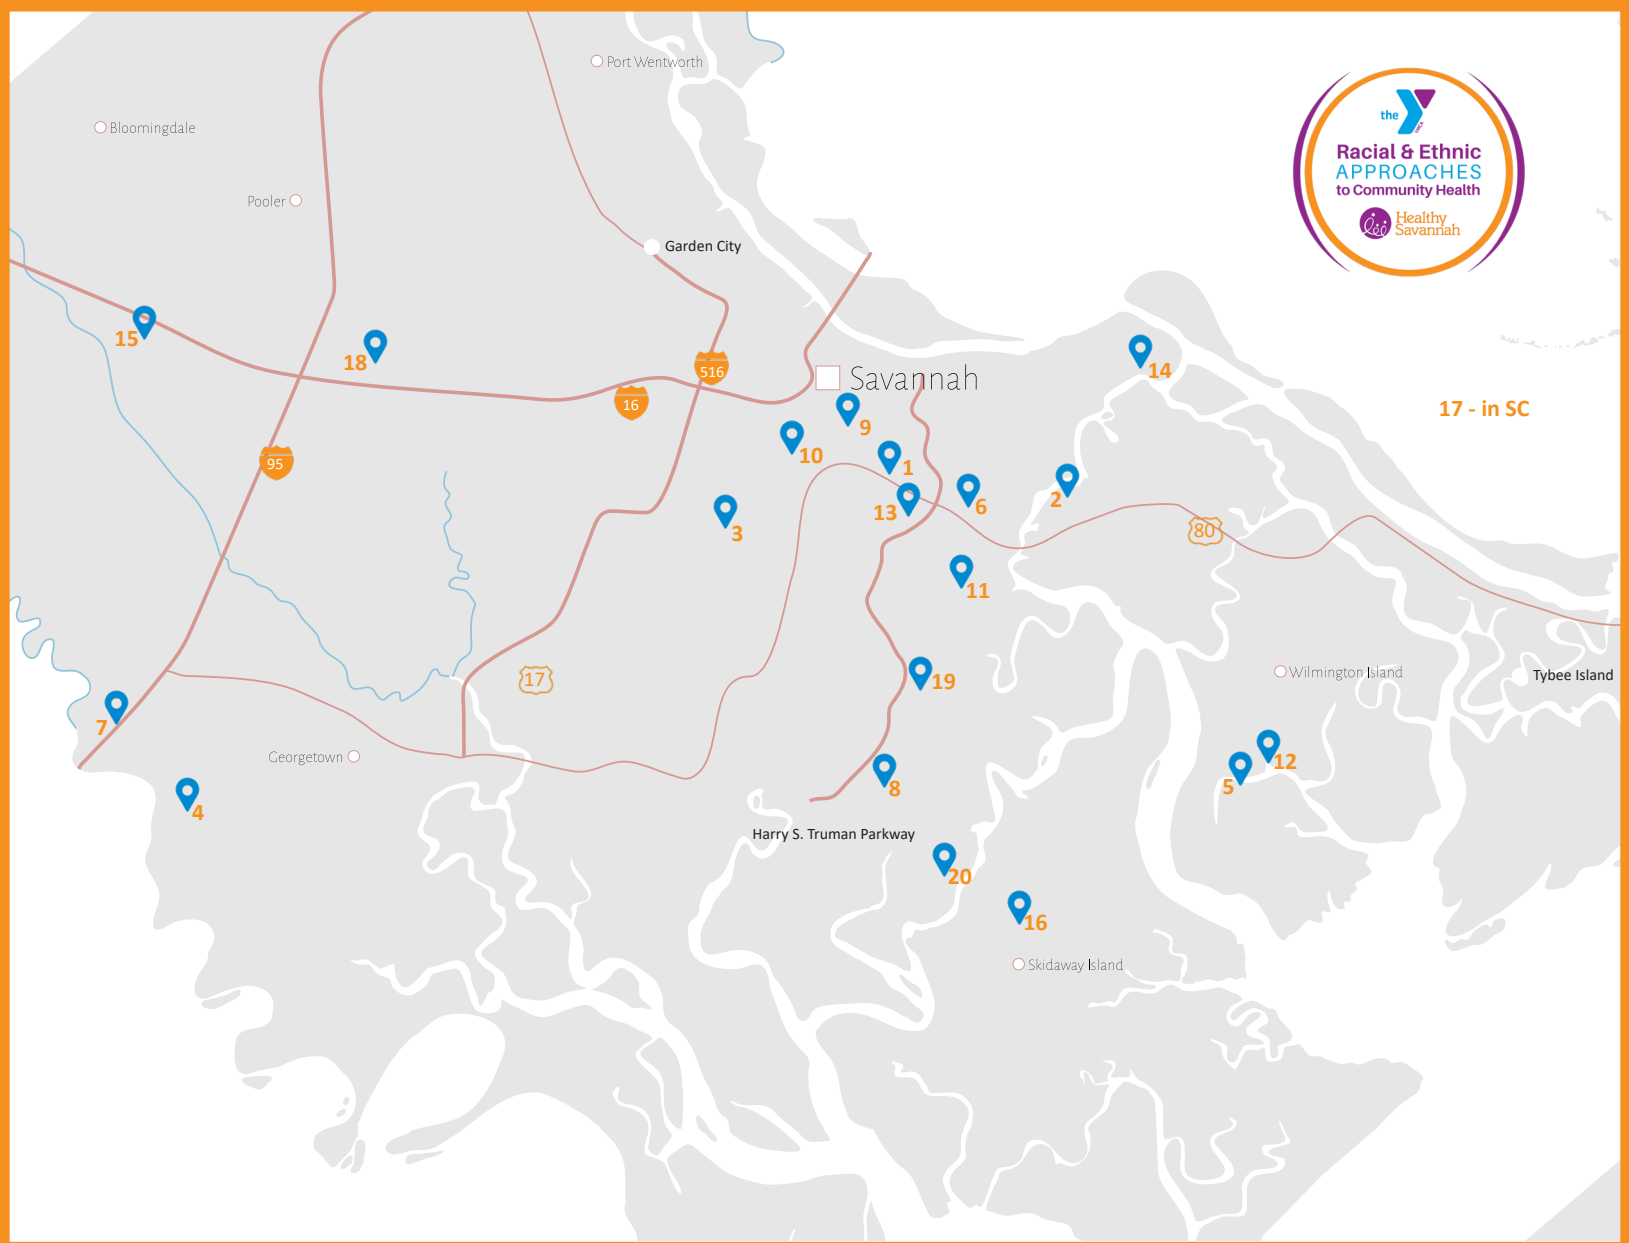 Port Wentworth
Bloomingdale
Pooler
Garden City
the
YMCA
Racial & Ethnic
APPROACHES
to Community Health
Healthy
Savannah
15
18
516
16
Savannah
14
17 - in SC
9
10
1
95
2
6
13
3
80
11
17
19
Wilmington Island
Tybee Island
7
Georgetown
12
5
8
4
Harry S. Truman Parkway
20
16
Skidaway Island